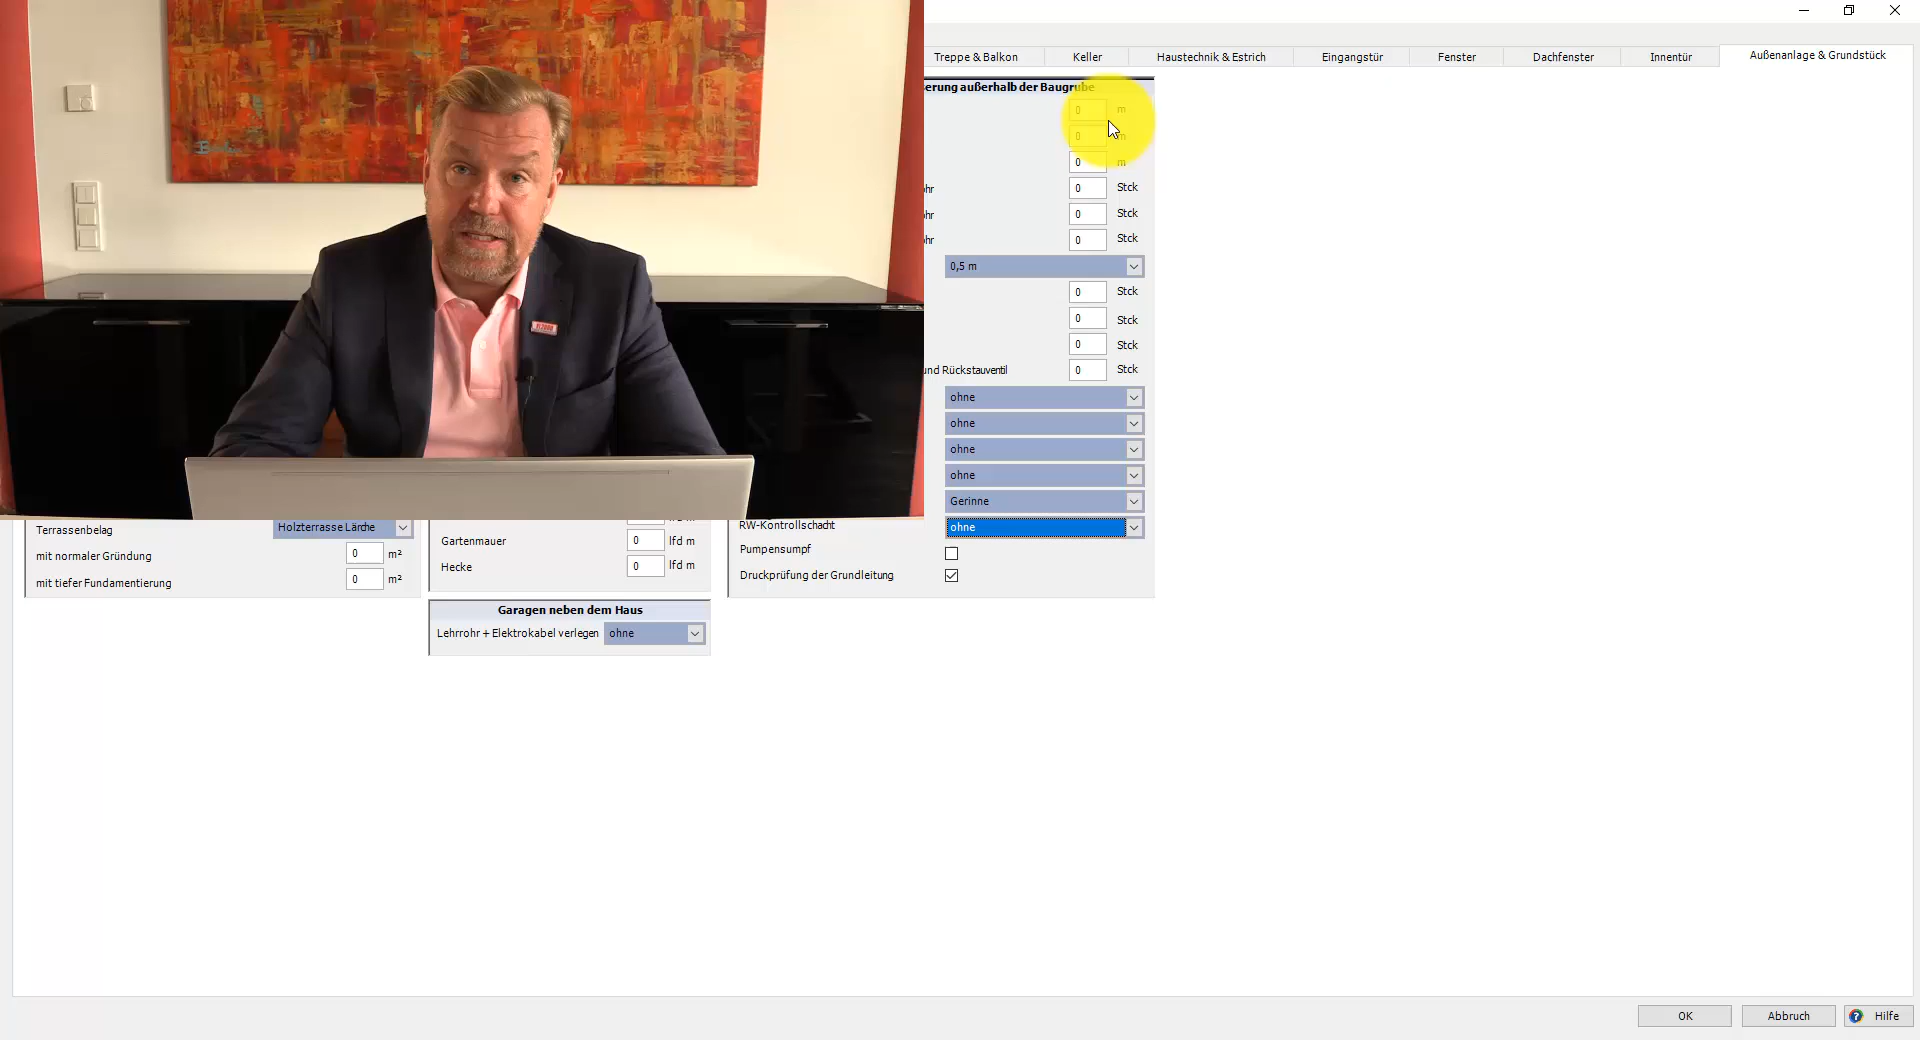 Treppe & Balkon
Keller
Haustechnik & Estrich
Eingangstür
Fenster
Dachfenster
Innentür
Außenanlage & Grundstück
erung außerhalb der Baugrube
0 m
0 m
0 m
ohr 0 Stck
ohr 0 Stck
ohr 0 Stck
0,5 m
0 Stck
0 Stck
0 Stck
und Rückstauventil 0 Stck
ohne
ohne
ohne
ohne
Gerinne
RW-Kontrollschacht ohne
Pumpensumpf
Druckprüfung der Grundleitung
Terrassenbelag Holzterrasse Lärche
mit normaler Gründung 0 m²
mit tiefer Fundamentierung 0 m²
Gartenmauer 0 lfd m
Hecke 0 lfd m
Garagen neben dem Haus
Lehrrohr + Elektrokabel verlegen ohne
OK
Abbruch
Hilfe